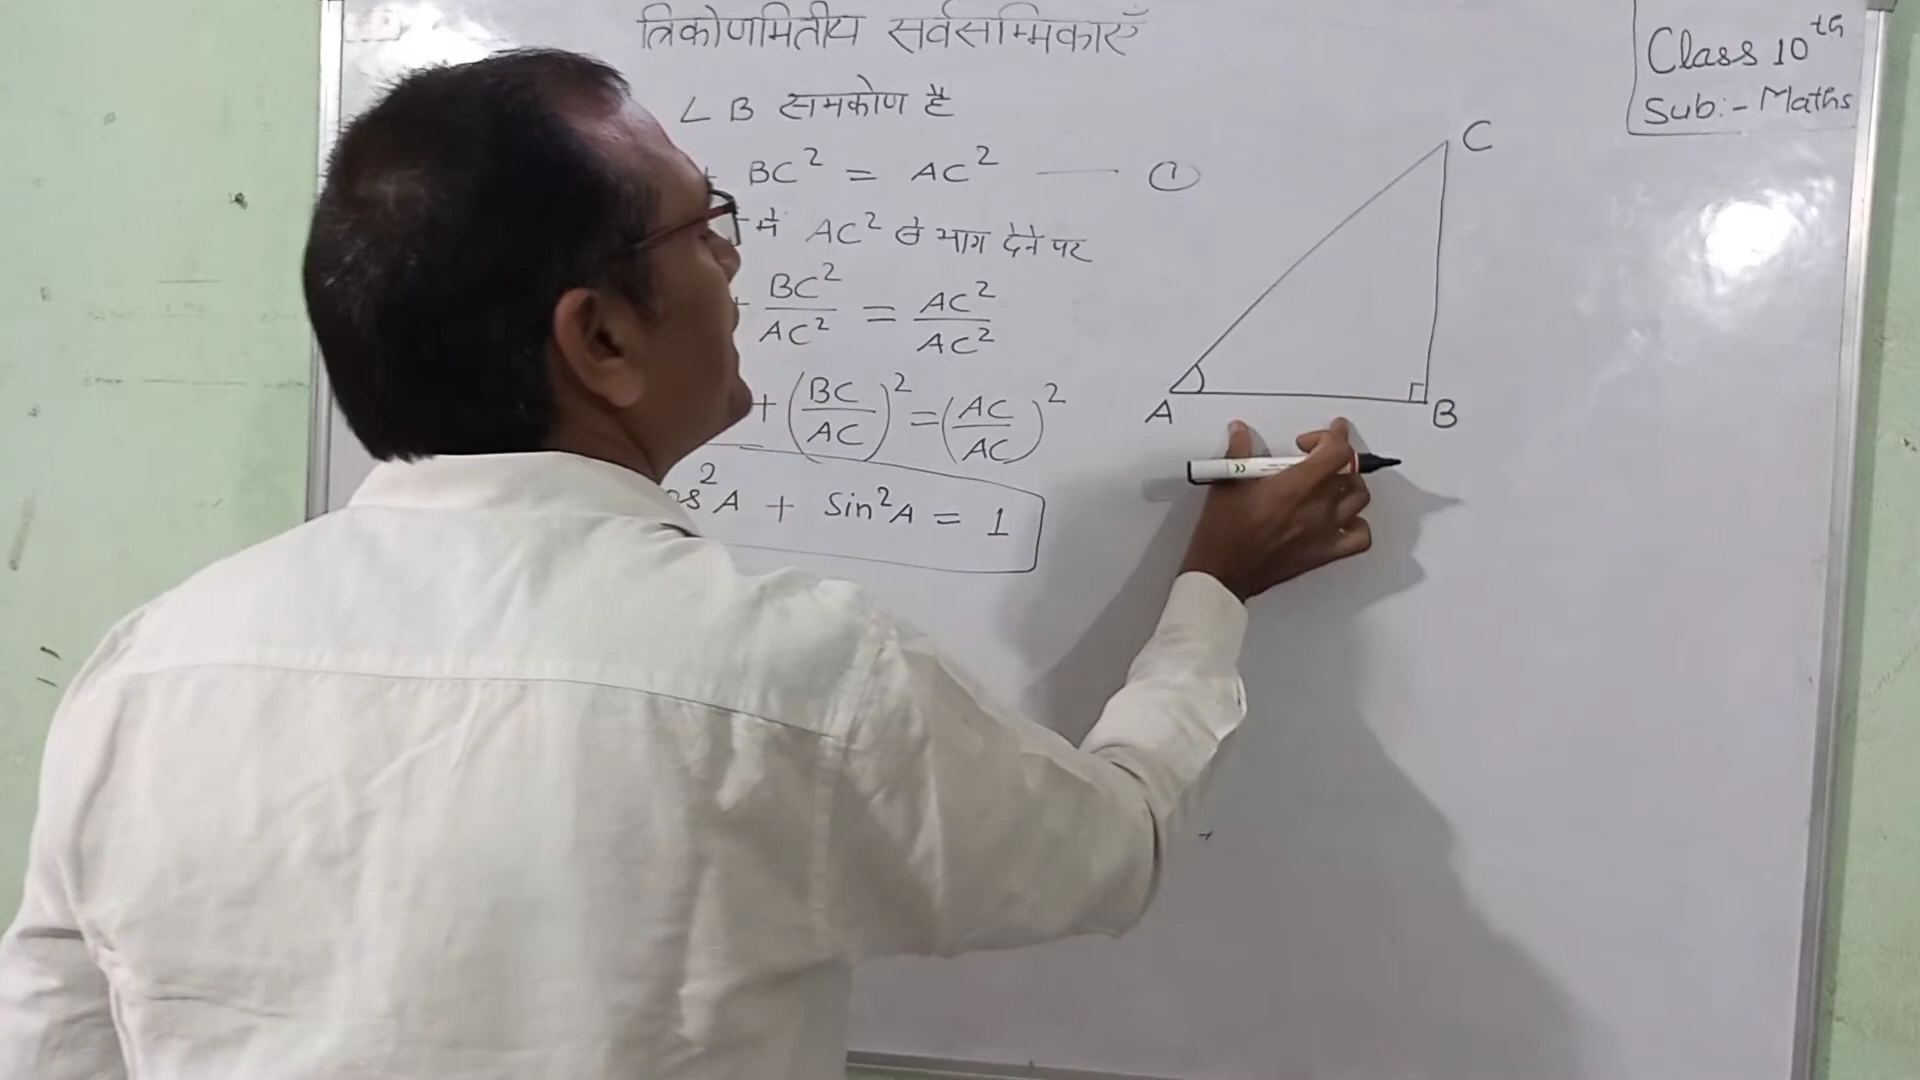 त्रिकोणमितीय सर्वसम्मिकाएँ
∠ B समकोण है
+ BC² = AC² —— ①
में AC² से भाग देने पर
+ BC²/AC² = AC²/AC²
+ (BC/AC)² = (AC/AC)²
os²A + Sin²A = 1
C
A
B
Class 10th
Sub:- Maths